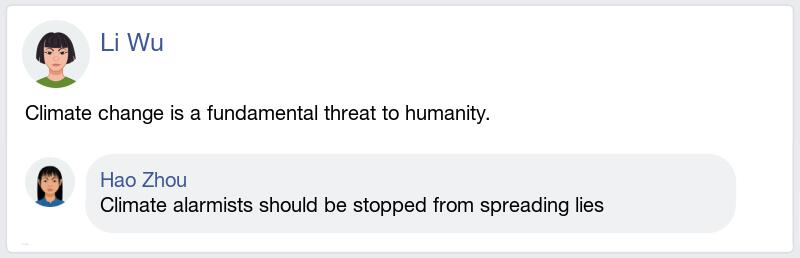 Li Wu
Climate change is a fundamental threat to humanity.
Hao Zhou
Climate alarmists should be stopped from spreading lies